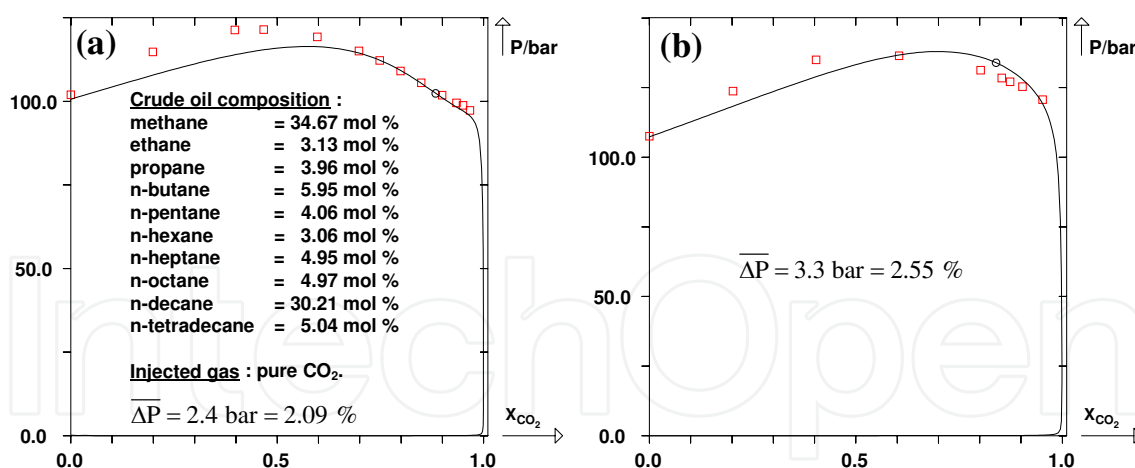 (a)
P/bar
100.0
50.0
0.0
Crude oil composition :
methane = 34.67 mol %
ethane = 3.13 mol %
propane = 3.96 mol %
n-butane = 5.95 mol %
n-pentane = 4.06 mol %
n-hexane = 3.06 mol %
n-heptane = 4.95 mol %
n-octane = 4.97 mol %
n-decane = 30.21 mol %
n-tetradecane = 5.04 mol %
Injected gas : pure CO₂.
ΔP = 2.4 bar = 2.09 %
X_CO₂
0.0 0.5 1.0
(b)
P/bar
100.0
50.0
0.0
ΔP = 3.3 bar = 2.55 %
X_CO₂
0.0 0.5 1.0
IntechOpen